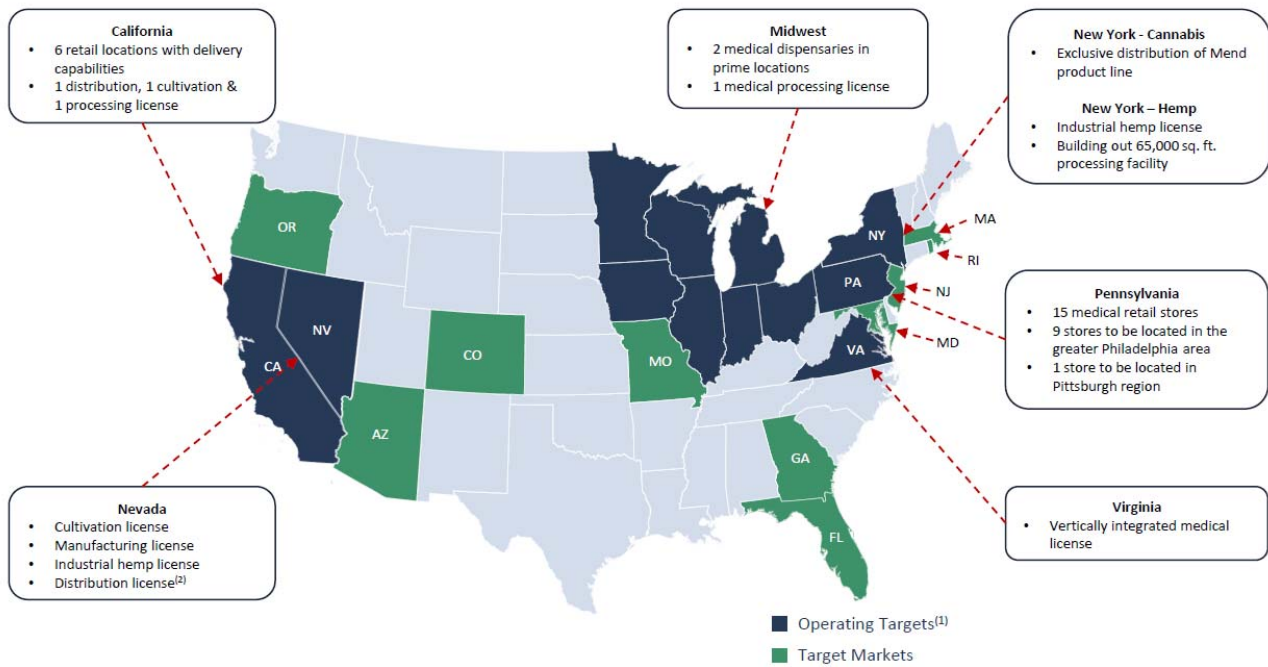 California
• 6 retail locations with delivery
capabilities
• 1 distribution, 1 cultivation &
1 processing license
Midwest
• 2 medical dispensaries in
prime locations
• 1 medical processing license
New York - Cannabis
• Exclusive distribution of Mend
product line
New York – Hemp
• Industrial hemp license
• Building out 65,000 sq. ft.
processing facility
OR
NV
CA
AZ
CO
MO
GA
FL
NY
PA
VA
MA
RI
NJ
MD
Pennsylvania
• 15 medical retail stores
• 9 stores to be located in the
greater Philadelphia area
• 1 store to be located in
Pittsburgh region
Nevada
• Cultivation license
• Manufacturing license
• Industrial hemp license
• Distribution license(2)
Virginia
• Vertically integrated medical
license
Operating Targets(1)
Target Markets